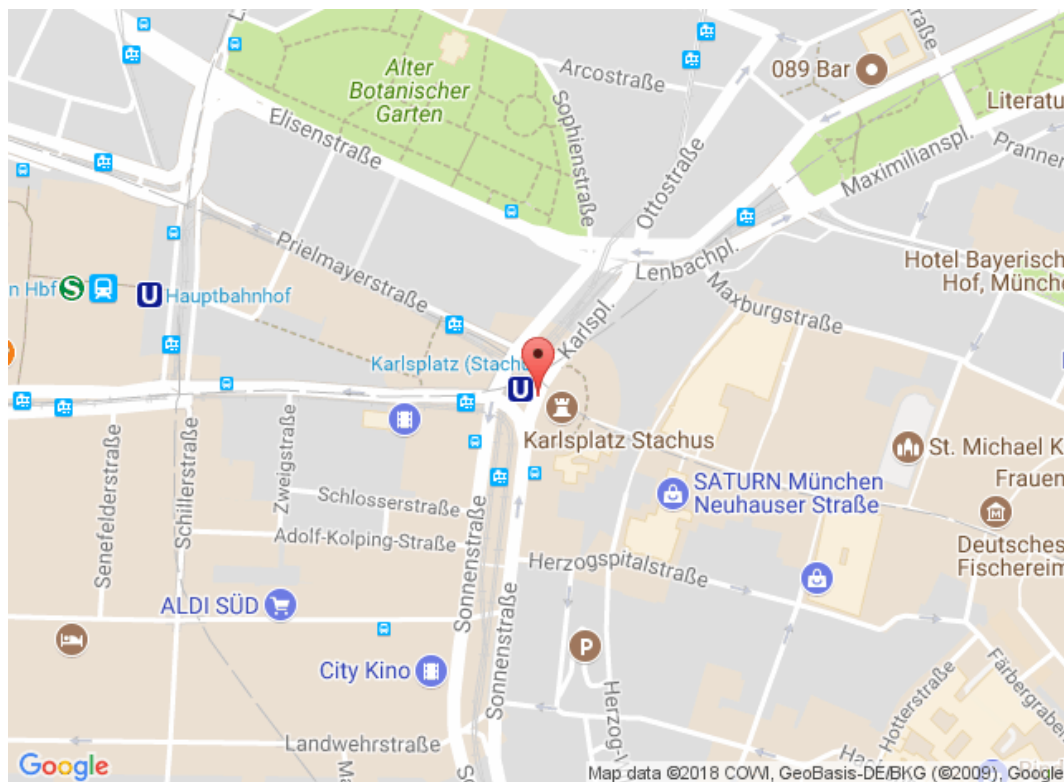 Alter
Botanischer
Garten
Arcostraße
089 Bar
Literatu
Elisenstraße
Sophienstraße
Ottostraße
Maximilianspl.
Pranner
Prielmayerstraße
Lenbachpl.
Hotel Bayerisch
Hof, Münche
n Hbf
S
U
Hauptbahnhof
Maxburgstraße
Karlspl.
Karlsplatz (Stachu
U
Karlsplatz Stachus
St. Michael K
Frauen
SATURN München
Neuhauser Straße
Senefelderstraße
Schillerstraße
Zweigstraße
Schlosserstraße
Adolf-Kolping-Straße
Sonnenstraße
Sonnenstraße
Herzogspitalstraße
Deutsches
Fischereim
ALDI SÜD
City Kino
P
Herzog-
Färbergraben
Landwehrstraße
Google
Map data ©2018 COWI, GeoBasis-DE/BKG (©2009), Google